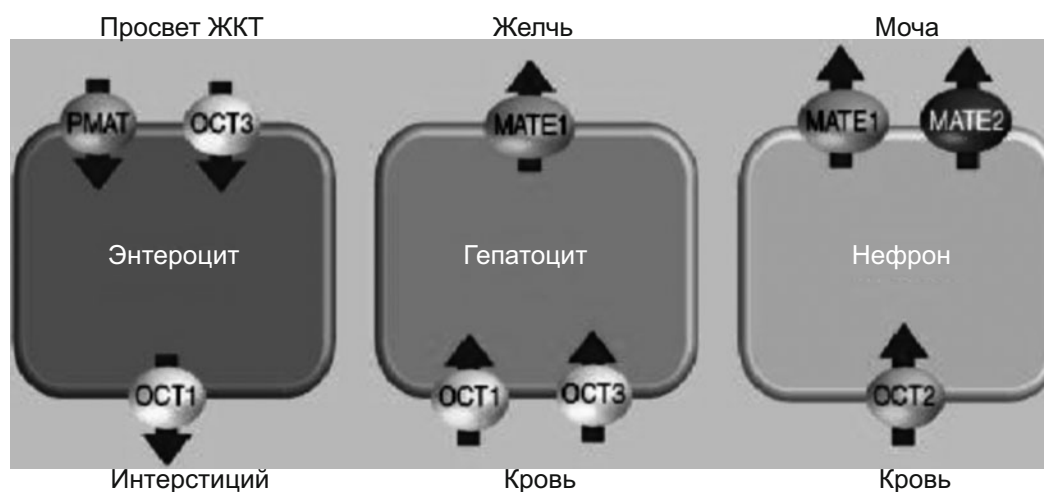 Просвет ЖКТ Желчь Моча
PMAT OCT3 MATE1 MATE1 MATE2
Энтероцит Гепатоцит Нефрон
OCT1 OCT1 OCT3 OCT2
Интерстиций Кровь Кровь